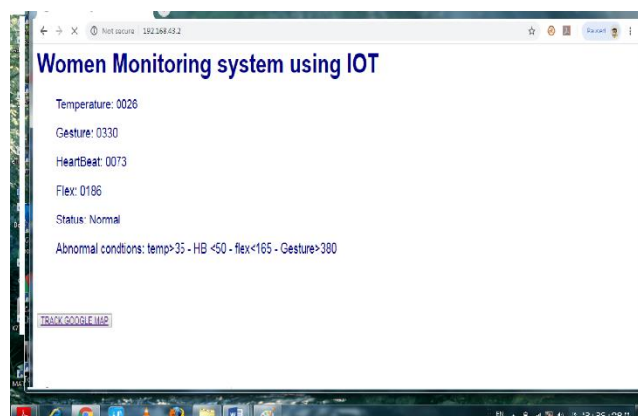 Not secure | 192.168.43.2
Paused
Women Monitoring system using IOT
Temperature: 0026
Gesture: 0330
HeartBeat: 0073
Flex: 0186
Status: Normal
Abnormal condtions: temp>35 - HB <50 - flex<165 - Gesture>380
TRACK GOOGLE MAP